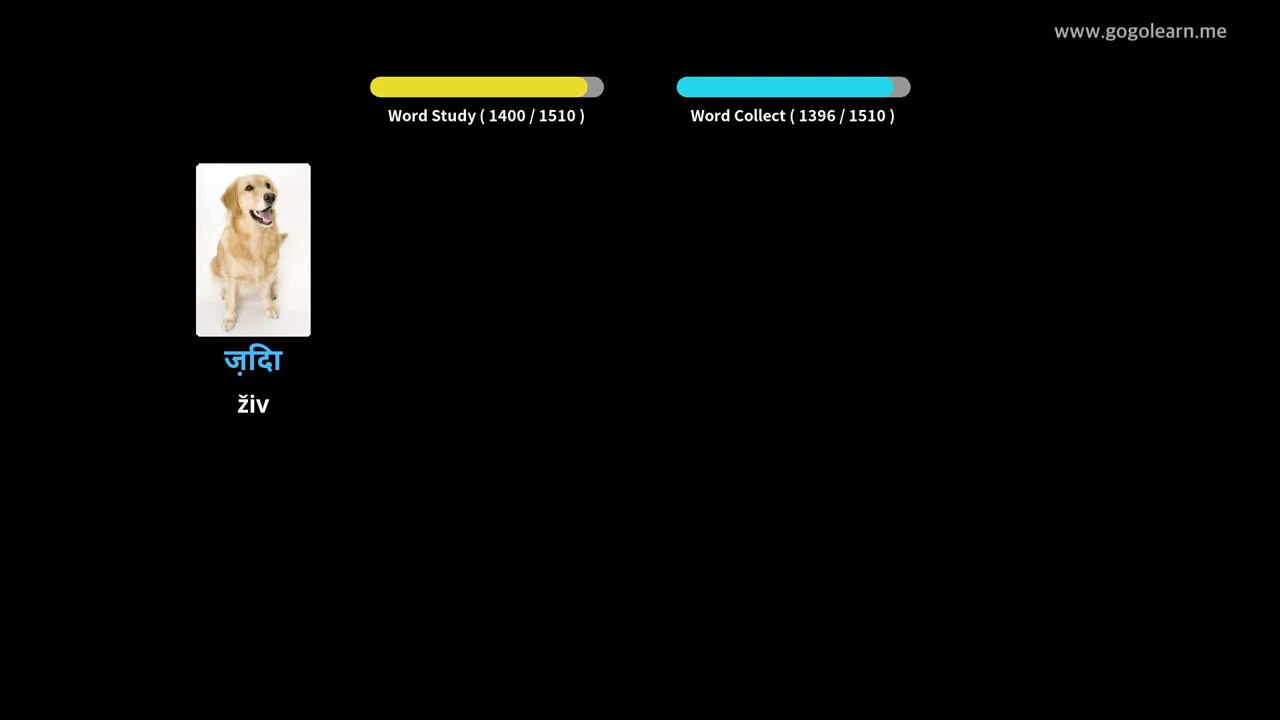 www.gogolearn.me
Word Study ( 1400 / 1510 )
Word Collect ( 1396 / 1510 )
ज़िंदा
živ